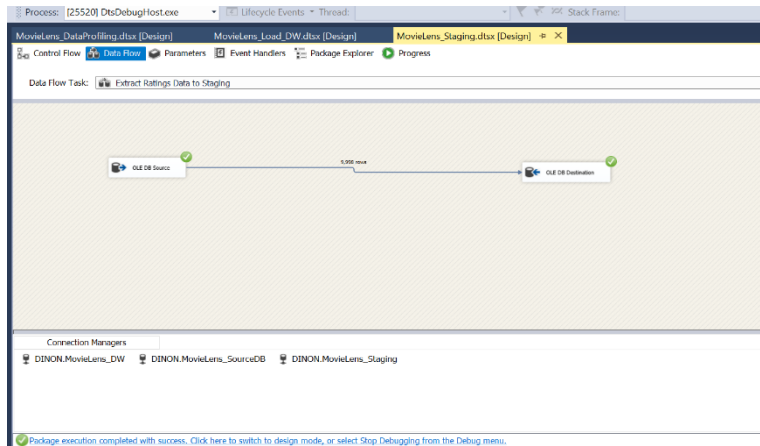 Process: [25520] DtsDebugHost.exe Lifecycle Events Thread: Stack Frame:
MovieLens_DataProfiling.dtsx [Design] MovieLens_Load_DW.dtsx [Design] MovieLens_Staging.dtsx [Design]
Control Flow Data Flow Parameters Event Handlers Package Explorer Progress
Data Flow Task: Extract Ratings Data to Staging
9,998 rows
OLE DB Source
OLE DB Destination
Connection Managers
DINON.MovieLens_DW DINON.MovieLens_SourceDB DINON.MovieLens_Staging
Package execution completed with success. Click here to switch to design mode, or select Stop Debugging from the Debug menu.